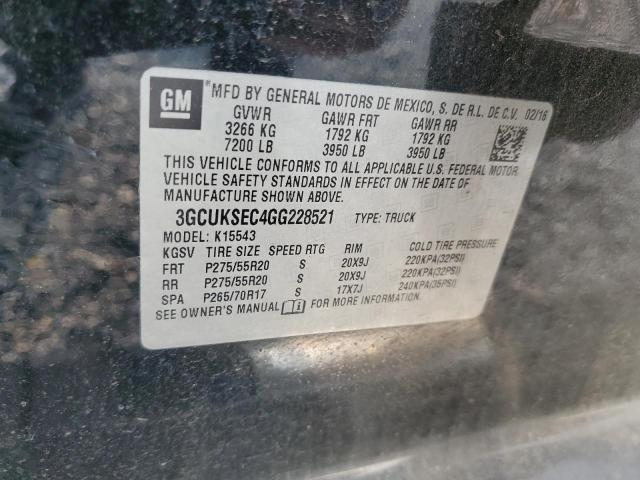 GM MFD BY GENERAL MOTORS DE MEXICO, S. DE R.L. DE C.V. 02/16
GVWR GAWR FRT GAWR RR
3266 KG 1792 KG 1792 KG
7200 LB 3950 LB 3950 LB
THIS VEHICLE CONFORMS TO ALL APPLICABLE U.S. FEDERAL MOTOR
VEHICLE SAFETY STANDARDS IN EFFECT ON THE DATE OF
MANUFACTURE SHOWN ABOVE.
3GCUKSEC4GG228521 TYPE: TRUCK
MODEL: K15543
KGSV TIRE SIZE SPEED RTG RIM COLD TIRE PRESSURE
FRT P275/55R20 S 20X9J 220KPA(32PSI)
RR P275/55R20 S 20X9J 220KPA(32PSI)
SPA P265/70R17 S 17X7J 240KPA(35PSI)
SEE OWNER'S MANUAL FOR MORE INFORMATION.